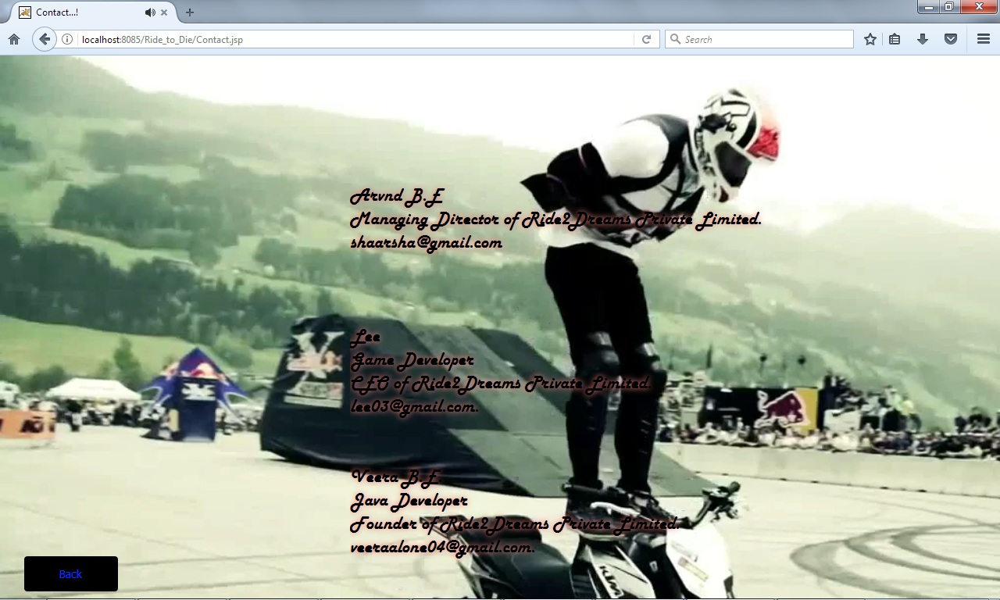 Contact...!
localhost:8085/Ride_to_Die/Contact.jsp
Search
Arvnd B.E
Managing Director of Ride2Dreams Private Limited.
shaarsha@gmail.com
Lee
Game Developer
CEO of Ride2Dreams Private Limited.
lee03@gmail.com.
Veera B.E
Java Developer
Founder of Ride2Dreams Private Limited.
veeraalone04@gmail.com.
KTM
Back